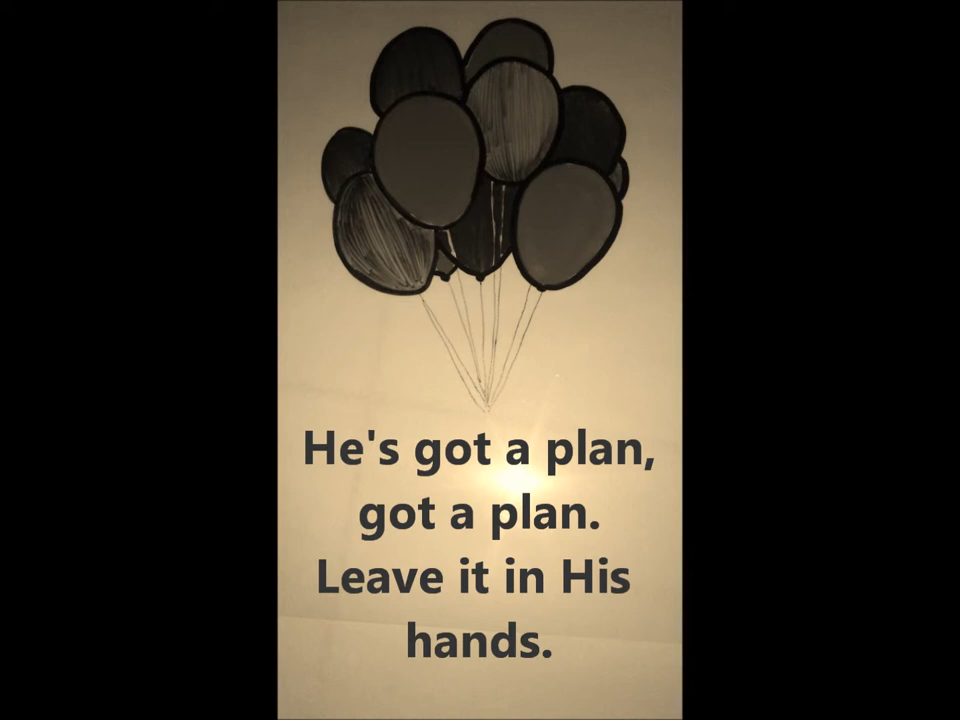 He's got a plan,
got a plan.
Leave it in His
hands.